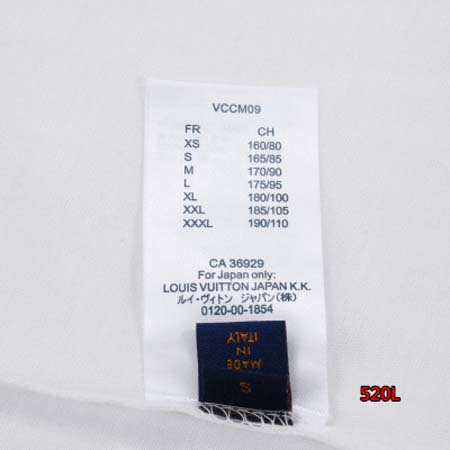 VCCM09
FR CH
XS 160/80
S 165/85
M 170/90
L 175/95
XL 180/100
XXL 185/105
XXXL 190/110
CA 36929
For Japan only:
LOUIS VUITTON JAPAN K.K.
ルイ・ヴィトン ジャパン(株)
0120-00-1854
MADE
IN
ITALY
S
520L